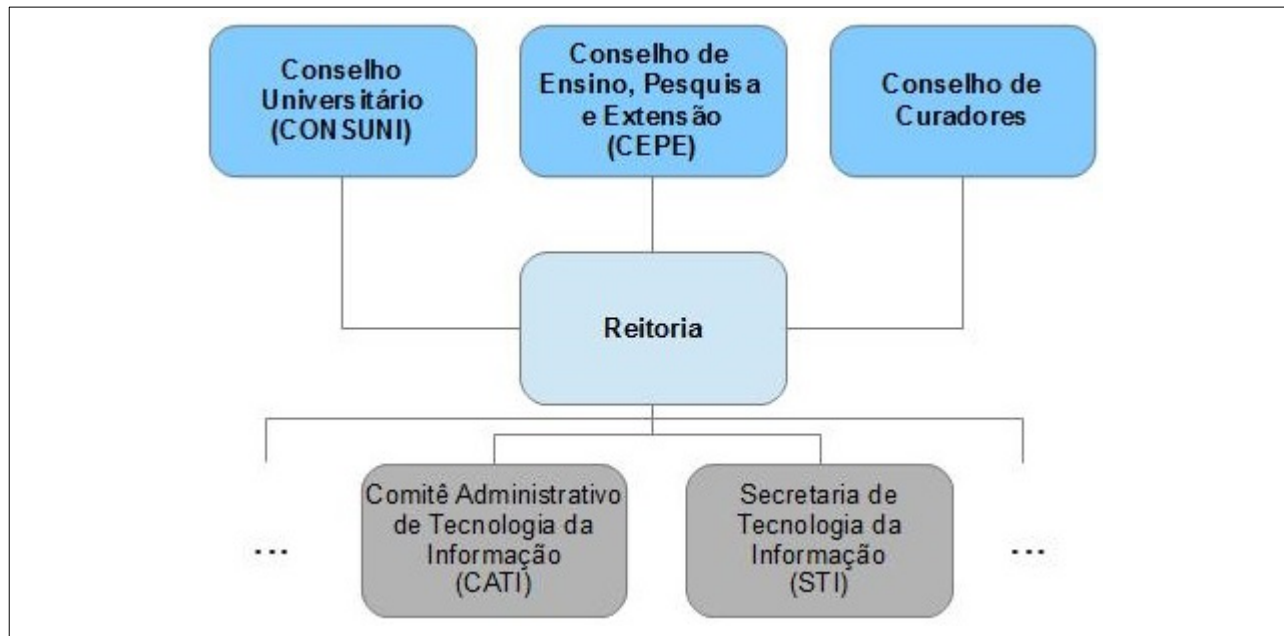 Conselho
Universitário
(CONSUNI)
Conselho de
Ensino, Pesquisa
e Extensão
(CEPE)
Conselho de
Curadores
Reitoria
...
Comitê Administrativo
de Tecnologia da
Informação
(CATI)
Secretaria de
Tecnologia da
Informação
(STI)
...